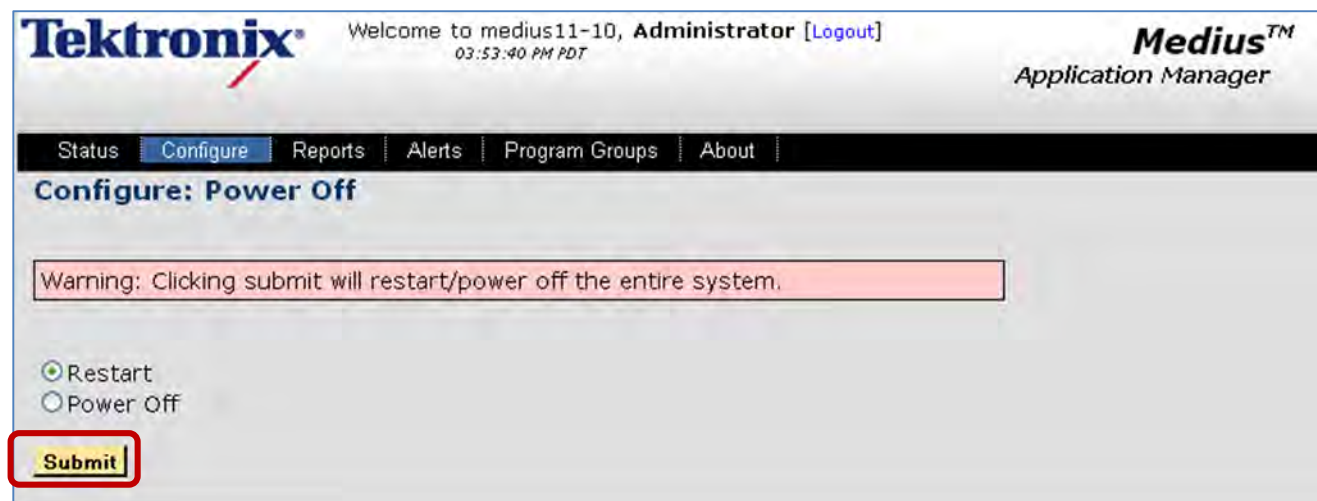 Tektronix
Welcome to medius11-10, Administrator [Logout]
03:53:40 PM PDT
Medius™
Application Manager
Status Configure Reports Alerts Program Groups About
Configure: Power Off
Warning: Clicking submit will restart/power off the entire system.
Restart
Power Off
Submit